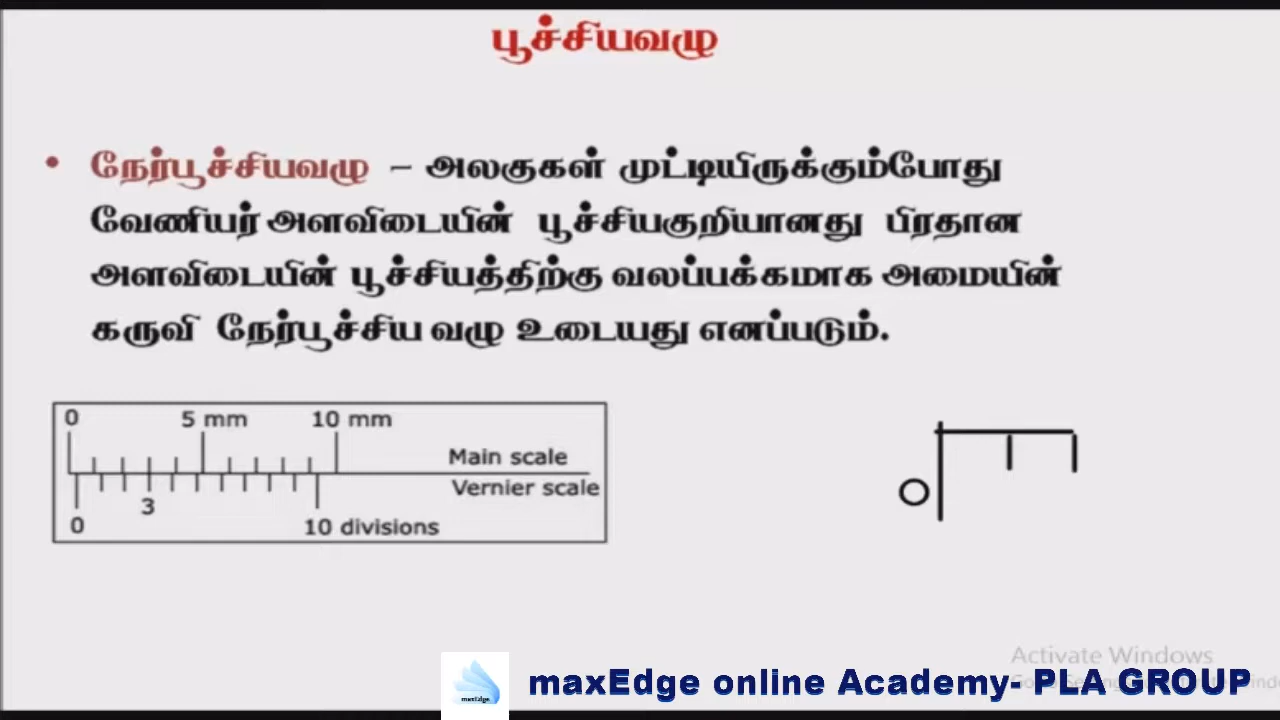 பூச்சியவழு
• நேர்பூச்சியவழு – அலகுகள் முட்டியிருக்கும்போது
வேணியர் அளவிடையின் பூச்சியகுறியானது பிரதான
அளவிடையின் பூச்சியத்திற்கு வலப்பக்கமாக அமையின்
கருவி நேர்பூச்சிய வழு உடையது எனப்படும்.
0 5 mm 10 mm
Main scale
Vernier scale
3
0 10 divisions
O
Activate Windows
maxEdge online Academy- PLA GROUP
maxEdge